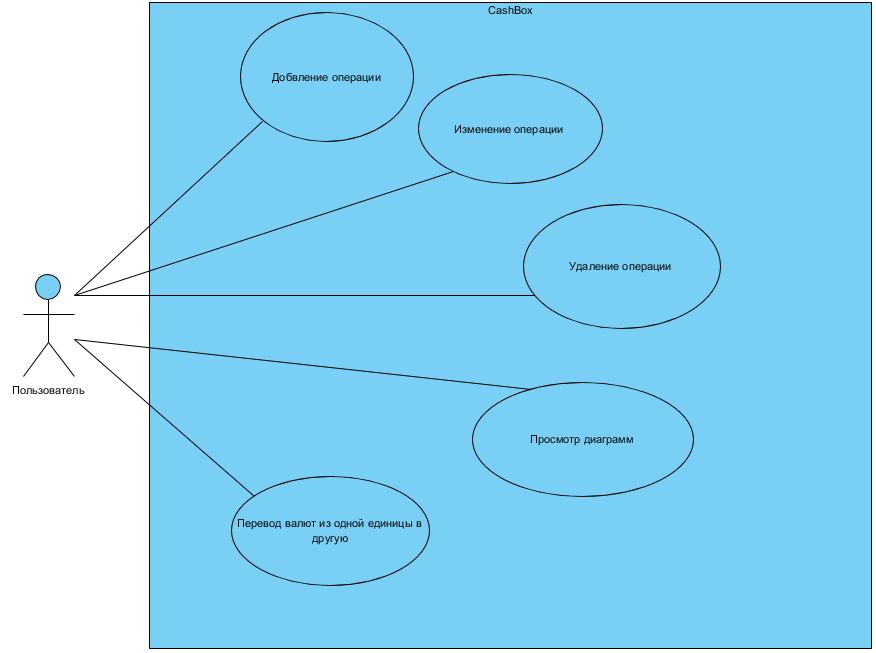 CashBox
Добвление операции
Изменение операции
Удаление операции
Пользователь
Просмотр диаграмм
Перевод валют из одной единицы в
другую